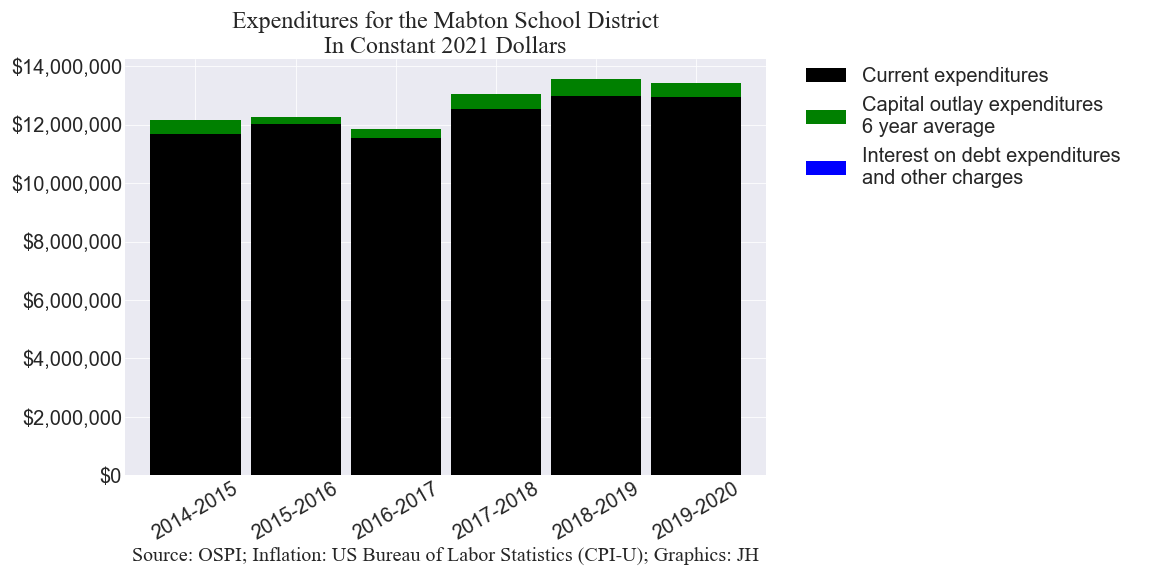 Expenditures for the Mabton School District
In Constant 2021 Dollars
$14,000,000
$12,000,000
$10,000,000
$8,000,000
$6,000,000
$4,000,000
$2,000,000
$0
2014-2015
2015-2016
2016-2017
2017-2018
2018-2019
2019-2020
Source: OSPI; Inflation: US Bureau of Labor Statistics (CPI-U); Graphics: JH
Current expenditures
Capital outlay expenditures
6 year average
Interest on debt expenditures
and other charges